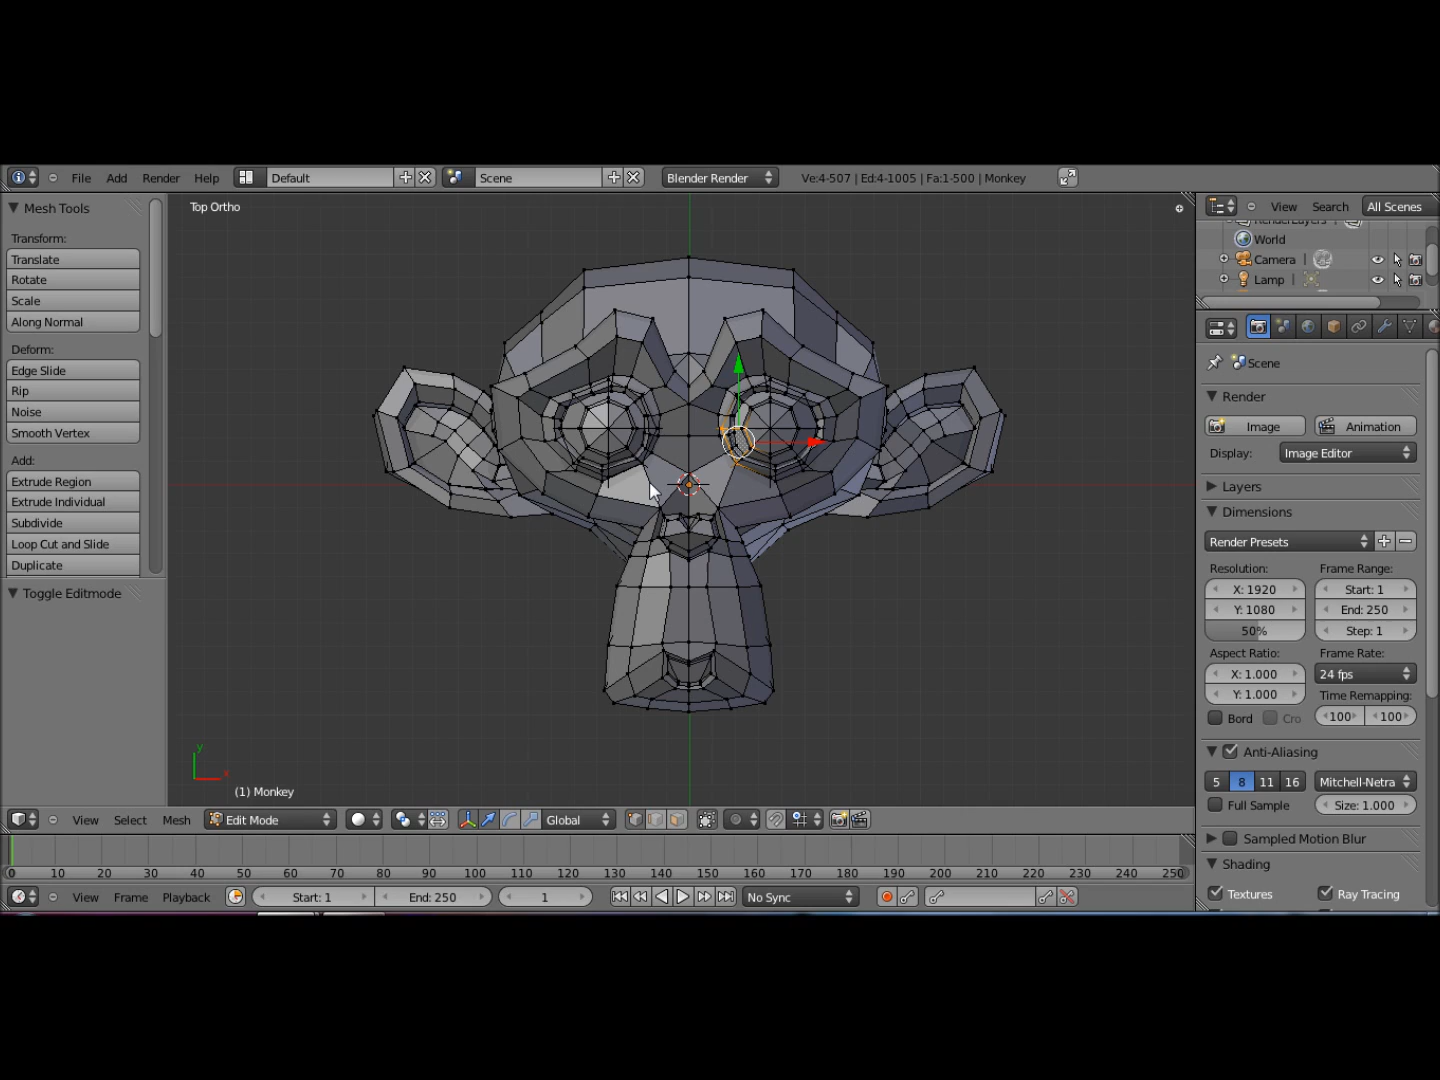 File Add Render Help Default Scene Blender Render Ve:4-507 | Ed:4-1005 | Fa:1-500 | Monkey
Mesh Tools
Transform:
Translate
Rotate
Scale
Along Normal
Deform:
Edge Slide
Rip
Noise
Smooth Vertex
Add:
Extrude Region
Extrude Individual
Subdivide
Loop Cut and Slide
Duplicate
Toggle Editmode
Top Ortho
y
x
(1) Monkey
View Select Mesh Edit Mode Global
0 10 20 30 40 50 60 70 80 90 100 110 120 130 140 150 160 170 180 190 200 210 220 230 240 250
View Frame Playback Start: 1 End: 250 1 No Sync
View Search All Scenes
RenderLayers
World
Camera
Lamp
Scene
Render
Image Animation
Display: Image Editor
Layers
Dimensions
Render Presets
Resolution: Frame Range:
X: 1920 Start: 1
Y: 1080 End: 250
50% Step: 1
Aspect Ratio: Frame Rate:
X: 1.000 24 fps
Y: 1.000 Time Remapping:
Bord Cro 100 100
Anti-Aliasing
5 8 11 16 Mitchell-Netra
Full Sample Size: 1.000
Sampled Motion Blur
Shading
Textures Ray Tracing